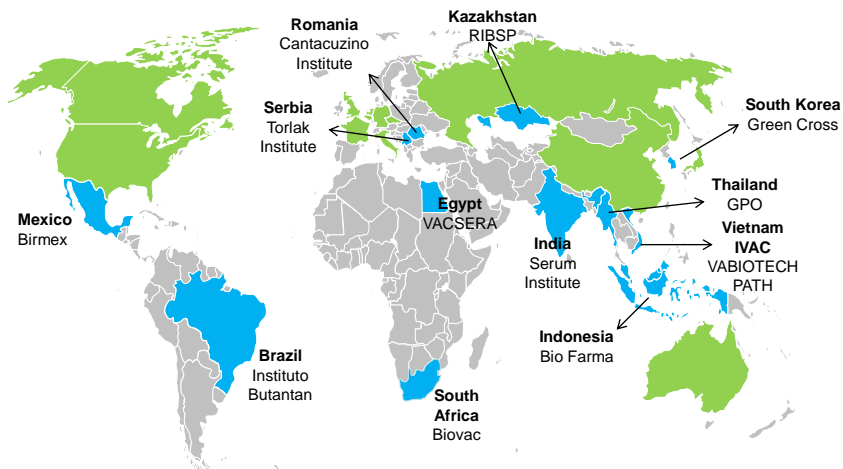 Romania
Cantacuzino
Institute
Kazakhstan
RIBSP
Serbia
Torlak
Institute
South Korea
Green Cross
Mexico
Birmex
Egypt
VACSERA
Thailand
GPO
India
Serum
Institute
Vietnam
IVAC
VABIOTECH
PATH
Indonesia
Bio Farma
Brazil
Instituto
Butantan
South
Africa
Biovac